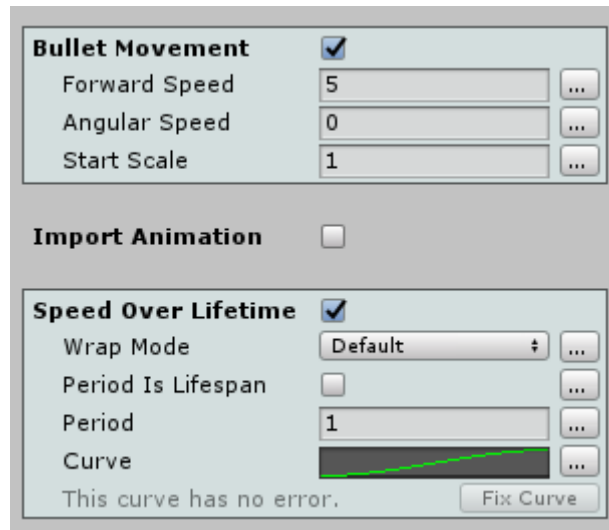 Bullet Movement
Forward Speed 5 ...
Angular Speed 0 ...
Start Scale 1 ...
Import Animation
Speed Over Lifetime
Wrap Mode Default ...
Period Is Lifespan ...
Period 1 ...
Curve ...
This curve has no error. Fix Curve